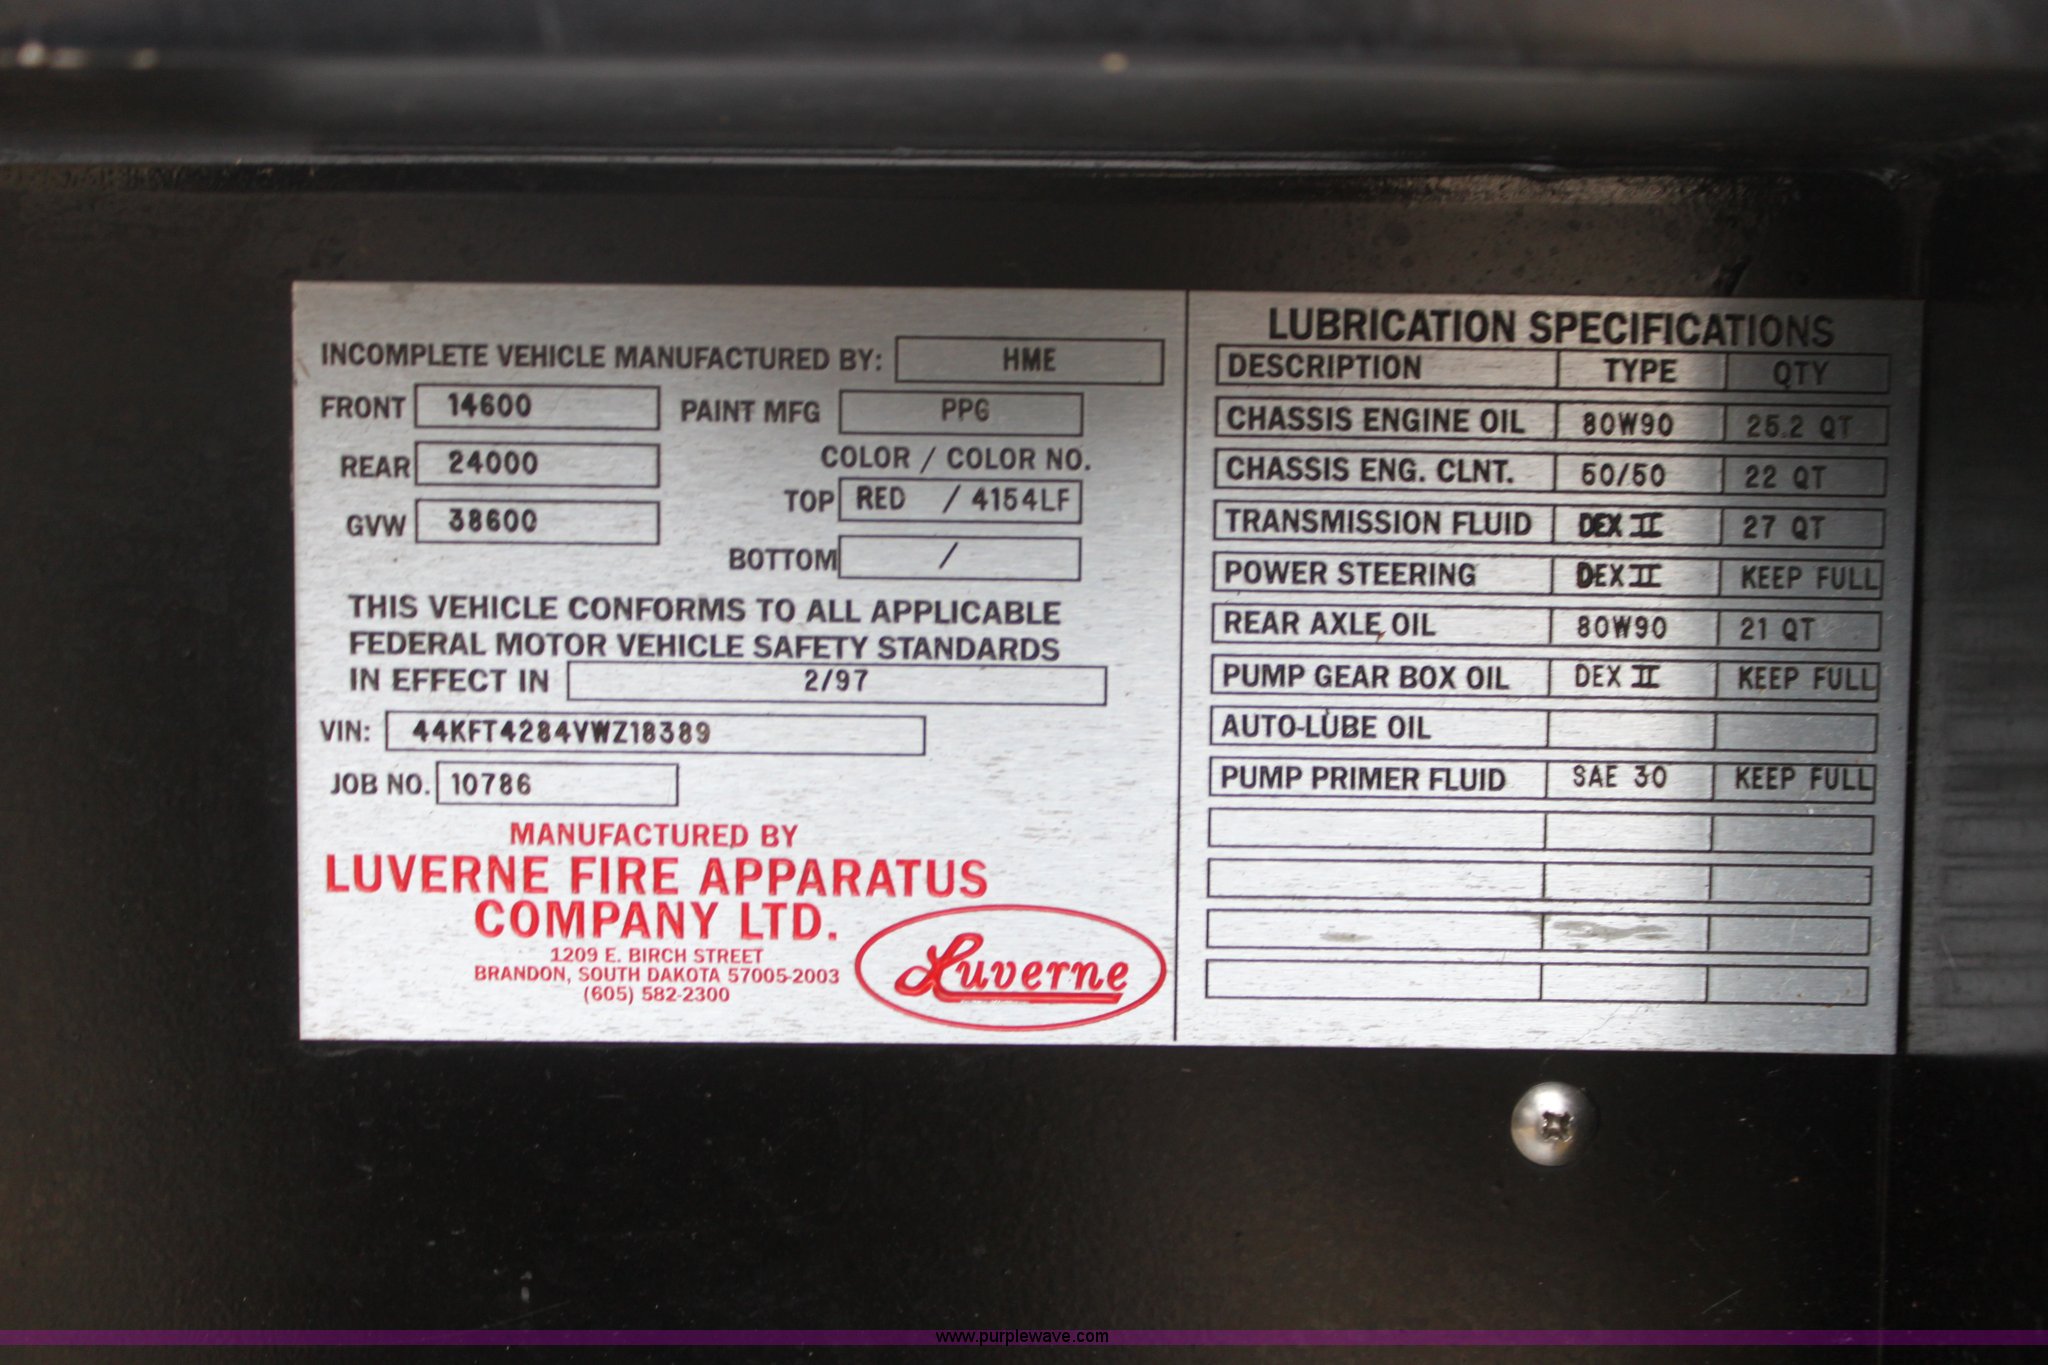 INCOMPLETE VEHICLE MANUFACTURED BY: HME
FRONT 14600 PAINT MFG PPG
COLOR / COLOR NO.
REAR 24000
TOP RED / 4154LF
GVW 38600
BOTTOM /
THIS VEHICLE CONFORMS TO ALL APPLICABLE
FEDERAL MOTOR VEHICLE SAFETY STANDARDS
IN EFFECT IN 2/97
VIN: 44KFT4284VWZ18389
JOB NO. 10786
MANUFACTURED BY
LUVERNE FIRE APPARATUS
COMPANY LTD.
1209 E. BIRCH STREET
BRANDON, SOUTH DAKOTA 57005-2003
(605) 582-2300
Luverne
LUBRICATION SPECIFICATIONS
DESCRIPTION TYPE QTY
CHASSIS ENGINE OIL 80W90 25.2 QT
CHASSIS ENG. CLNT. 50/50 22 QT
TRANSMISSION FLUID DEX II 27 QT
POWER STEERING DEX II KEEP FULL
REAR AXLE OIL 80W90 21 QT
PUMP GEAR BOX OIL DEX II KEEP FULL
AUTO-LUBE OIL
PUMP PRIMER FLUID SAE 30 KEEP FULL
www.purplewave.com